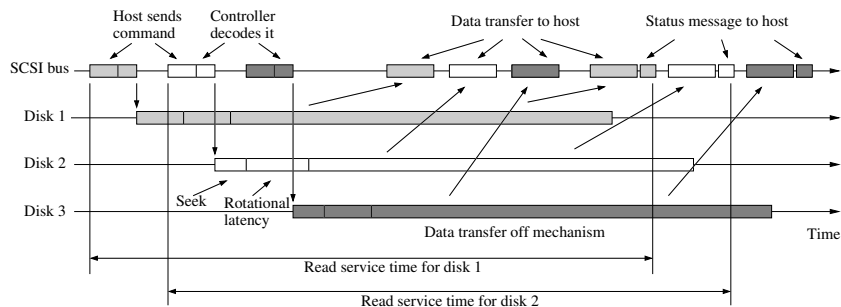 Host sends
command
Controller
decodes it
Data transfer to host
Status message to host
SCSI bus
Disk 1
Disk 2
Seek
Rotational
latency
Disk 3
Data transfer off mechanism
Time
Read service time for disk 1
Read service time for disk 2